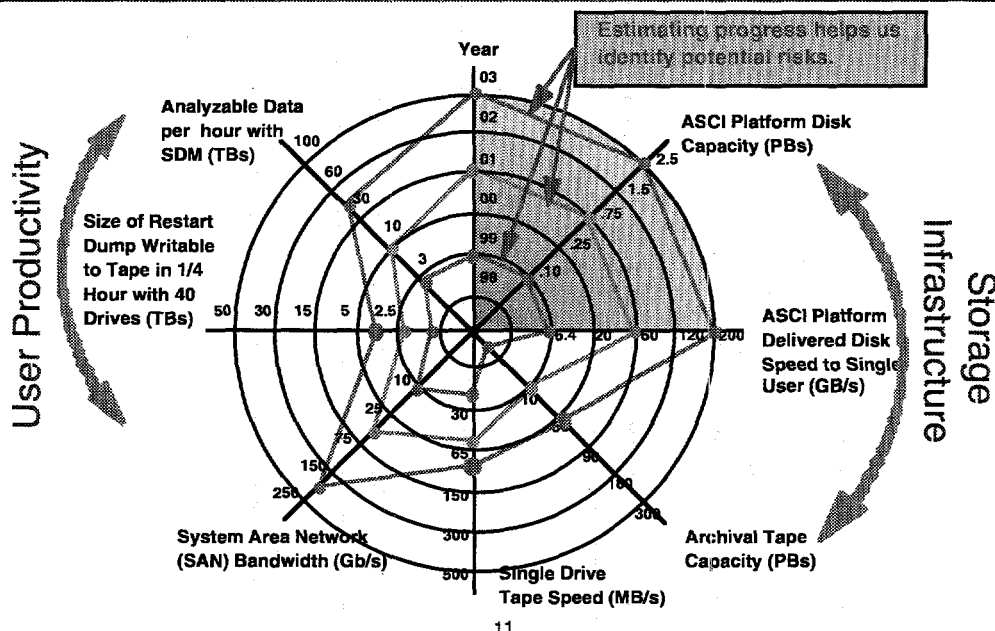 Estimating progress helps us
identify potential risks.
Year
03
02
01
00
99
98
Analyzable Data
per hour with
SDM (TBs)
100
60
30
10
3
ASCI Platform Disk
Capacity (PBs)
2.5
1.5
.75
.25
.10
User Productivity
Size of Restart
Dump Writable
to Tape in 1/4
Hour with 40
Drives (TBs)
50
30
15
5
2.5
6.4
20
60
120
200
ASCI Platform
Delivered Disk
Speed to Single
User (GB/s)
Storage
Infrastructure
10
25
75
150
250
System Area Network
(SAN) Bandwidth (Gb/s)
30
65
150
300
500
Single Drive
Tape Speed (MB/s)
10
90
180
300
Archival Tape
Capacity (PBs)
11